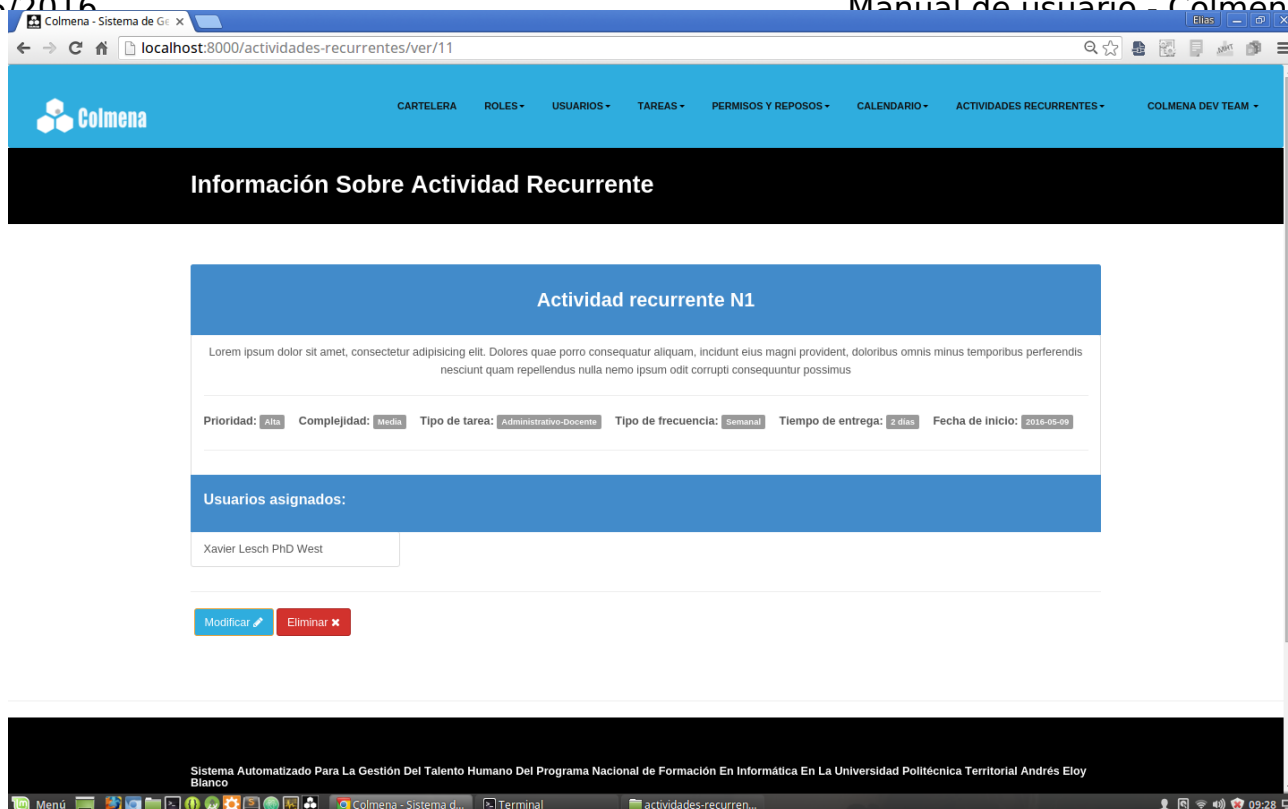 /2016
Manual de usuario - Colmen
Colmena - Sistema de Ge
Elias
localhost:8000/actividades-recurrentes/ver/11
Colmena
CARTELERA ROLES USUARIOS TAREAS PERMISOS Y REPOSOS CALENDARIO ACTIVIDADES RECURRENTES COLMENA DEV TEAM
Información Sobre Actividad Recurrente
Actividad recurrente N1
Lorem ipsum dolor sit amet, consectetur adipisicing elit. Dolores quae porro consequatur aliquam, incidunt eius magni provident, doloribus omnis minus temporibus perferendis
nesciunt quam repellendus nulla nemo ipsum odit corrupti consequuntur possimus
Prioridad: Alta Complejidad: Media Tipo de tarea: Administrativo-Docente Tipo de frecuencia: Semanal Tiempo de entrega: 2 días Fecha de inicio: 2016-05-09
Usuarios asignados:
Xavier Lesch PhD West
Modificar Eliminar
Sistema Automatizado Para La Gestión Del Talento Humano Del Programa Nacional de Formación En Informática En La Universidad Politécnica Territorial Andrés Eloy
Blanco
Menú Colmena - Sistema d... Terminal actividades-recurren... 09:28